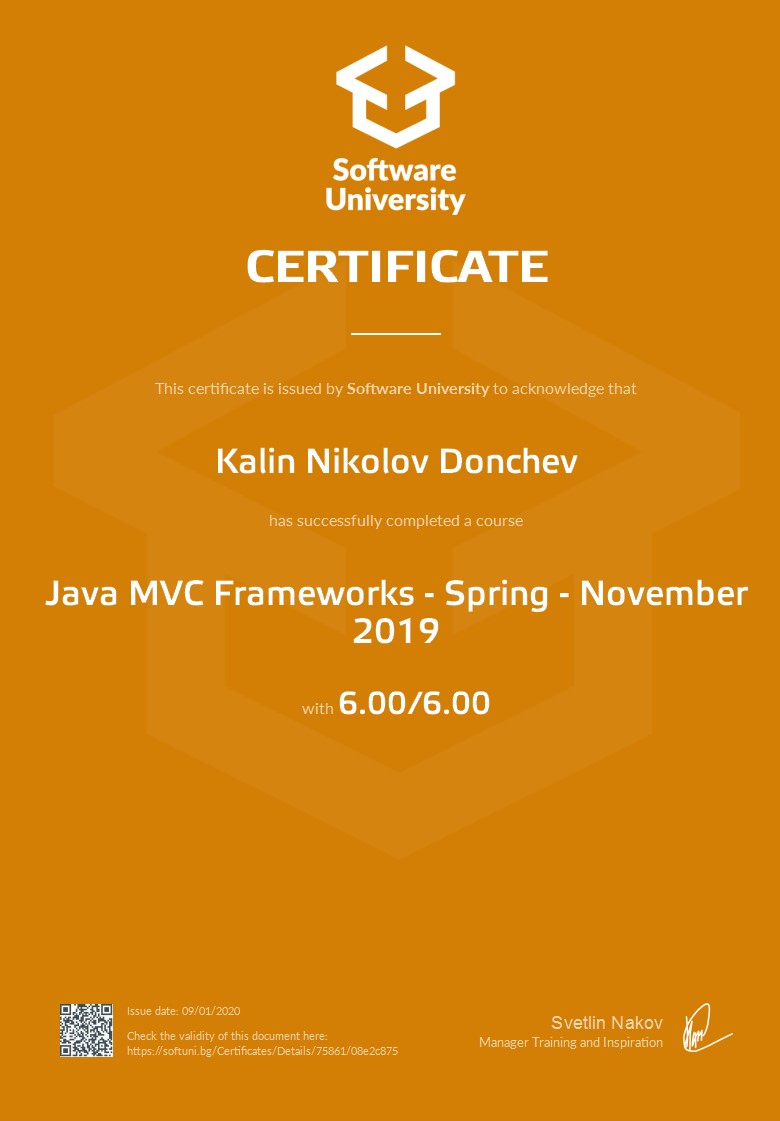 Software
University
CERTIFICATE
This certificate is issued by Software University to acknowledge that
Kalin Nikolov Donchev
has successfully completed a course
Java MVC Frameworks - Spring - November
2019
with 6.00/6.00
Issue date: 09/01/2020
Check the validity of this document here:
https://softuni.bg/Certificates/Details/75861/08e2c875
Svetlin Nakov
Manager Training and Inspiration